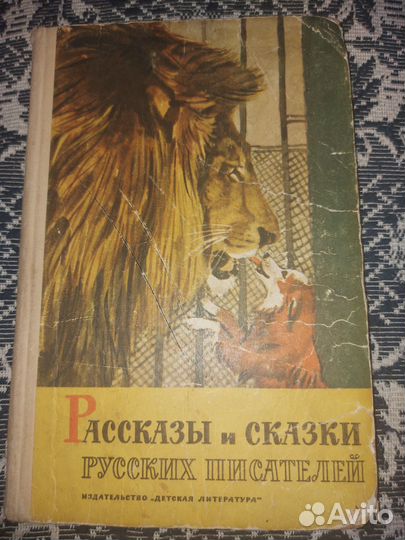 Рассказы и сказки
русских писателей
издательство „детская литература"
Avito